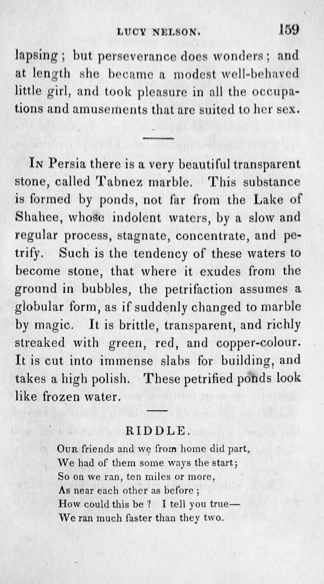 LUCY NELSON. 159
lapsing; but perseverance does wonders; and
at length she became a modest well-behaved
little girl, and took pleasure in all the occupa-
tions and amusements that are suited to her sex.
IN Persia there is a very beautiful transparent
stone, called Tabnez marble. This substance
is formed by ponds, not far from the Lake of
Shahee, whose indolent waters, by a slow and
regular process, stagnate, concentrate, and pe-
trify. Such is the tendency of these waters to
become stone, that where it exudes from the
ground in bubbles, the petrifaction assumes a
globular form, as if suddenly changed to marble
by magic. It is brittle, transparent, and richly
streaked with green, red, and copper-colour.
It is cut into immense slabs for building, and
takes a high polish. These petrified ponds look
like frozen water.
RIDDLE.
OUR friends and we from home did part,
We had of them some ways the start;
So on we ran, ten miles or more,
As near each other as before;
How could this be? I tell you true—
We ran much faster than they two.